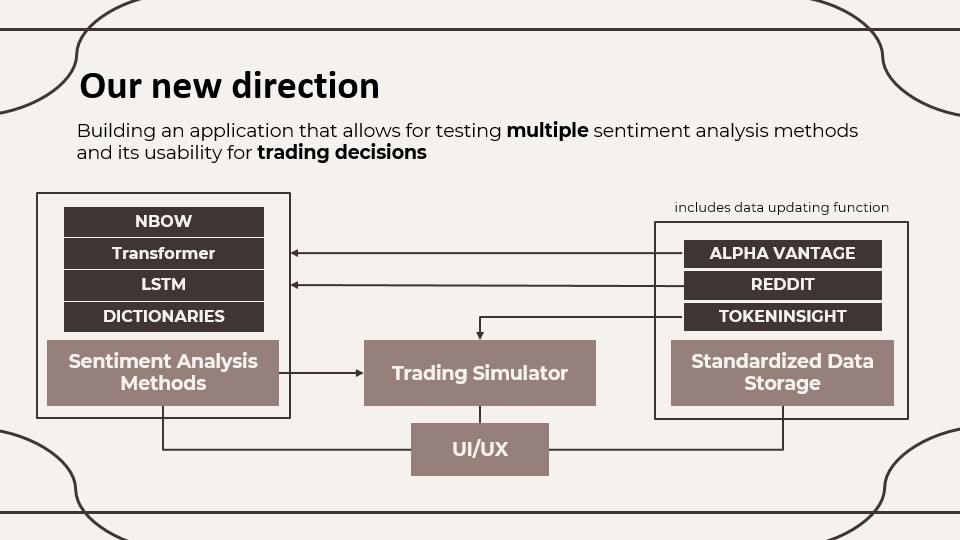 Our new direction
Building an application that allows for testing multiple sentiment analysis methods
and its usability for trading decisions
NBOW
Transformer
LSTM
DICTIONARIES
Sentiment Analysis
Methods
Trading Simulator
UI/UX
includes data updating function
ALPHA VANTAGE
REDDIT
TOKENINSIGHT
Standardized Data
Storage